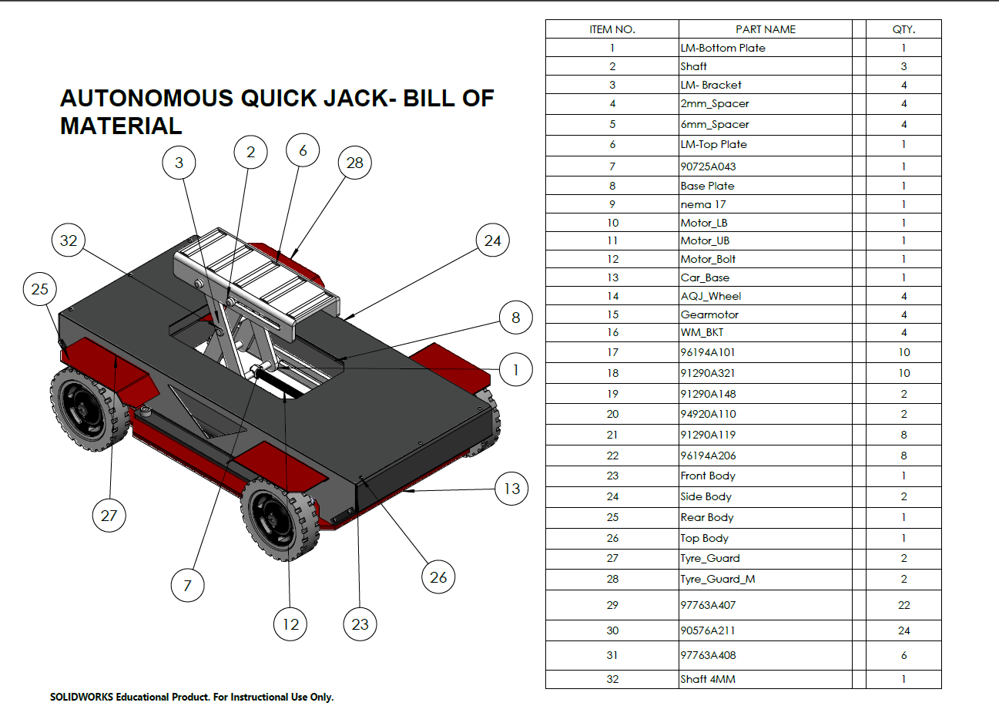 AUTONOMOUS QUICK JACK- BILL OF
MATERIAL
3
2
6
28
32
24
25
8
1
13
27
26
7
12
23
SOLIDWORKS Educational Product. For Instructional Use Only.
ITEM NO. PART NAME QTY.
1 LM-Bottom Plate 1
2 Shaft 3
3 LM- Bracket 4
4 2mm_Spacer 4
5 6mm_Spacer 4
6 LM-Top Plate 1
7 90725A043 1
8 Base Plate 1
9 nema 17 1
10 Motor_LB 1
11 Motor_UB 1
12 Motor_Bolt 1
13 Car_Base 1
14 AQJ_Wheel 4
15 Gearmotor 4
16 WM_BKT 4
17 96194A101 10
18 91290A321 10
19 91290A148 2
20 94920A110 2
21 91290A119 8
22 96194A206 8
23 Front Body 1
24 Side Body 2
25 Rear Body 1
26 Top Body 1
27 Tyre_Guard 2
28 Tyre_Guard_M 2
29 97763A407 22
30 90576A211 24
31 97763A408 6
32 Shaft 4MM 1